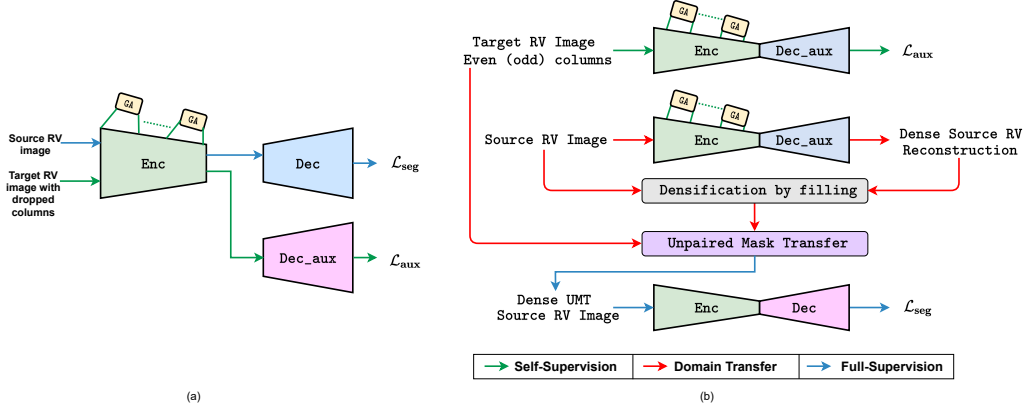 GA
GA
Source RV
image
Target RV
image with
dropped
columns
Enc
Dec
ℒseg
Dec_aux
ℒaux
(a)
GA
GA
Target RV Image
Even (odd) columns
Enc
Dec_aux
ℒaux
GA
GA
Source RV Image
Enc
Dec_aux
Dense Source RV
Reconstruction
Densification by filling
Unpaired Mask Transfer
Dense UMT
Source RV Image
Enc
Dec
ℒseg
Self-Supervision
Domain Transfer
Full-Supervision
(b)